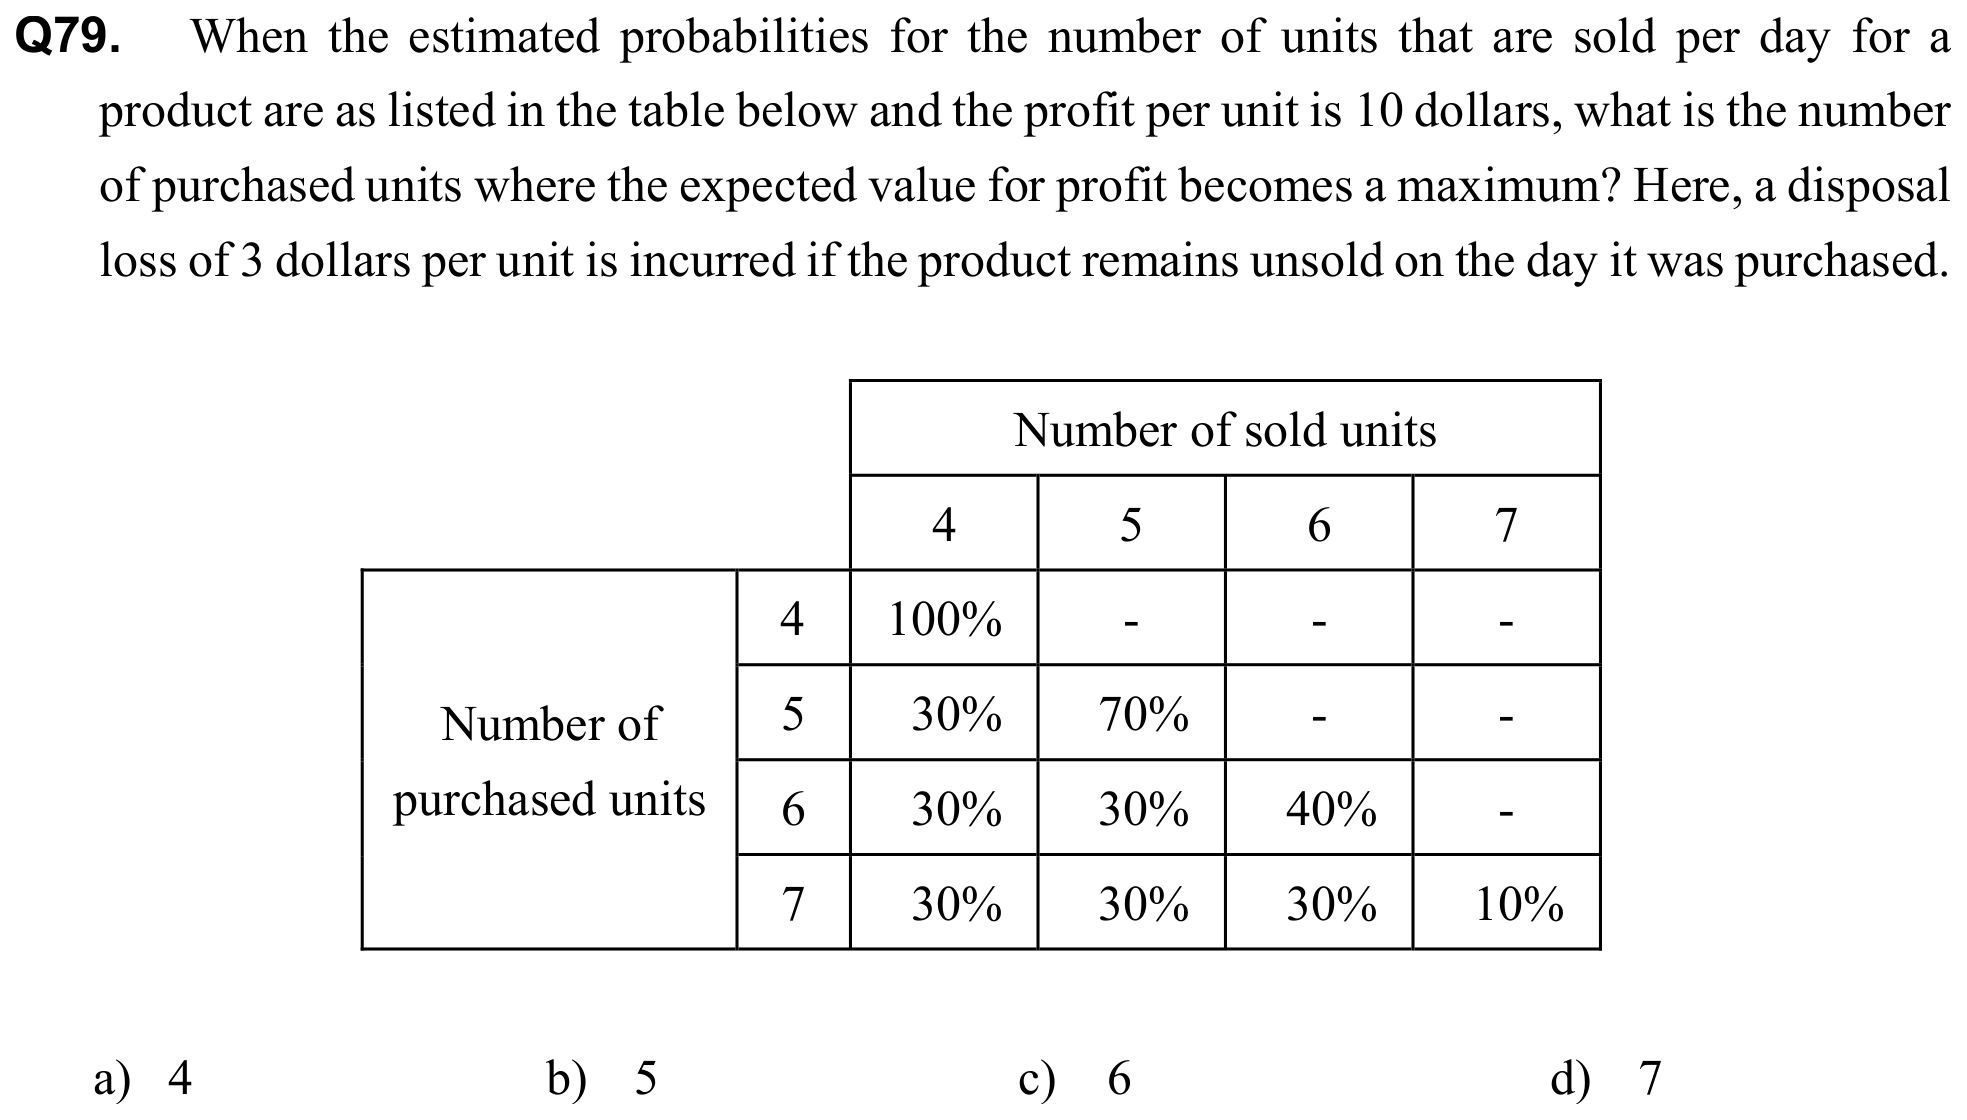 Q79. When the estimated probabilities for the number of units that are sold per day for a
product are as listed in the table below and the profit per unit is 10 dollars, what is the number
of purchased units where the expected value for profit becomes a maximum? Here, a disposal
loss of 3 dollars per unit is incurred if the product remains unsold on the day it was purchased.
Number of sold units
4 5 6 7
4 100% - - -
Number of
5 30% 70% - -
purchased units
6 30% 30% 40% -
7 30% 30% 30% 10%
a) 4 b) 5 c) 6 d) 7